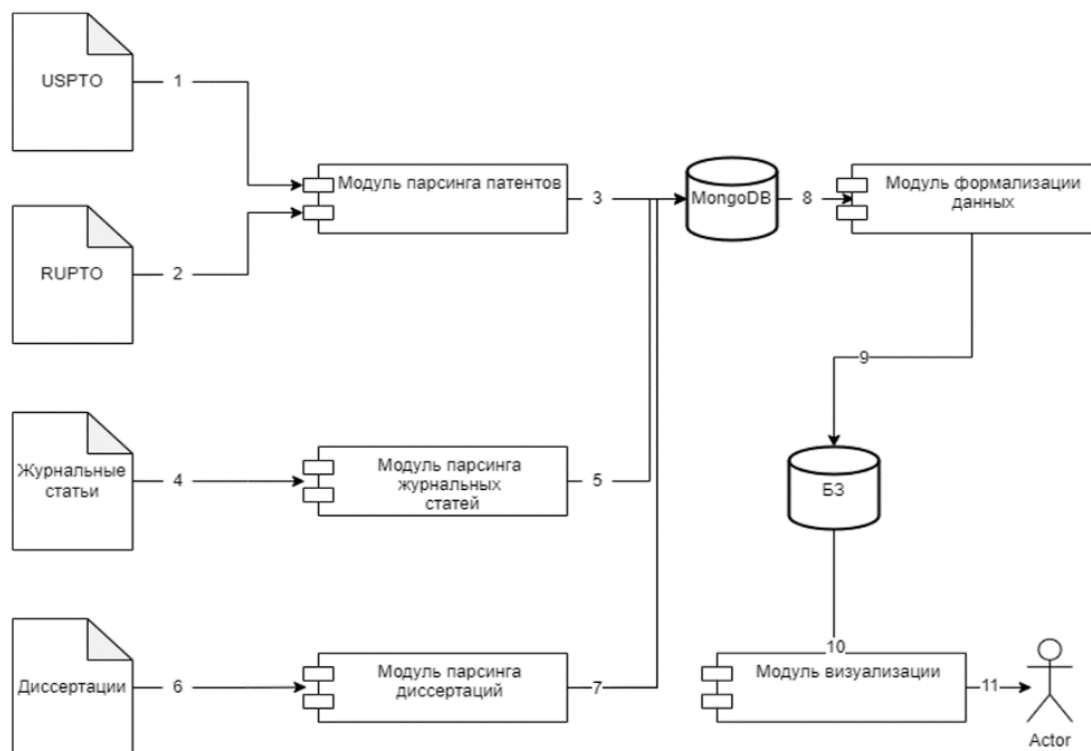 USPTO
1
Модуль парсинга патентов
3
MongoDB
8
Модуль формализации
данных
RUPTO
2
9
Журнальные
статьи
4
Модуль парсинга
журнальных
статей
5
БЗ
10
Диссертации
6
Модуль парсинга
диссертаций
7
Модуль визуализации
11
Actor